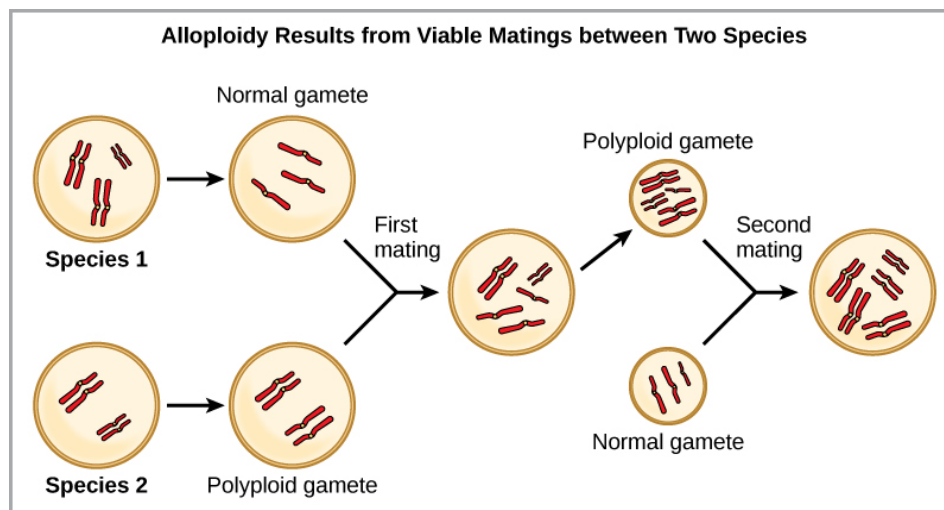 Alloploidy Results from Viable Matings between Two Species
Normal gamete
Species 1
First
mating
Species 2
Polyploid gamete
Polyploid gamete
Second
mating
Normal gamete